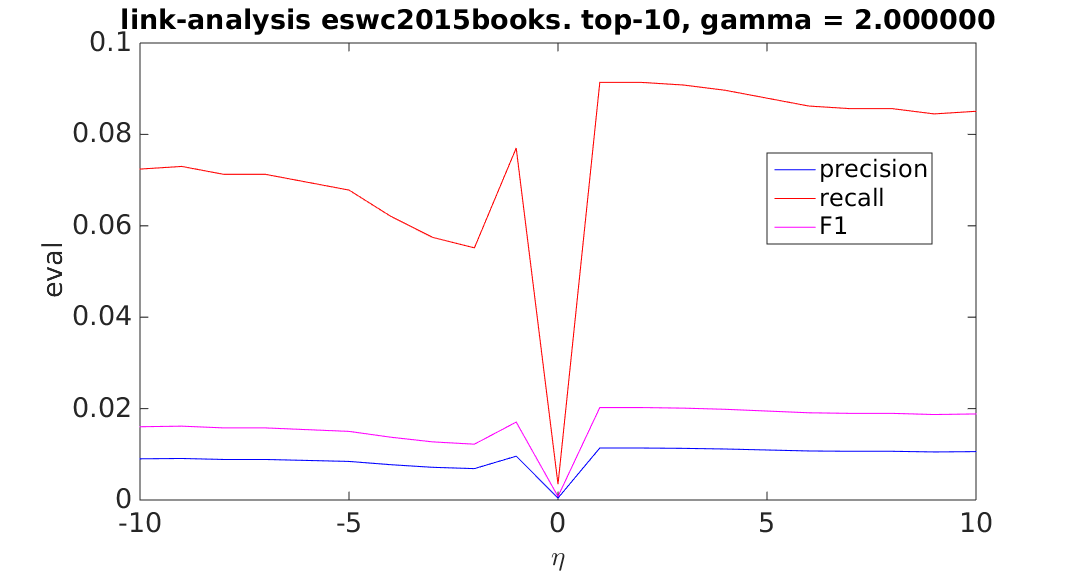 link-analysis eswc2015books. top-10, gamma = 2.000000
0.1
0.08
0.06
0.04
0.02
0
eval
precision
recall
F1
-10 -5 0 5 10
η